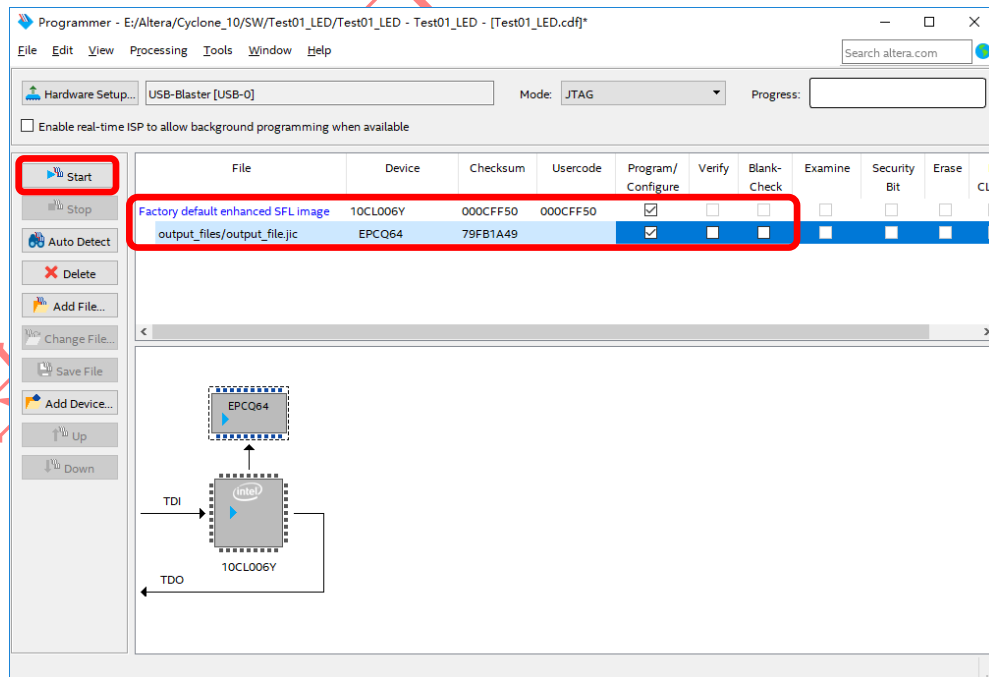 Programmer - E:/Altera/Cyclone_10/SW/Test01_LED/Test01_LED - Test01_LED - [Test01_LED.cdf]*
File Edit View Processing Tools Window Help
Search altera.com
Hardware Setup... USB-Blaster [USB-0] Mode: JTAG Progress:
Enable real-time ISP to allow background programming when available
Start
Stop
Auto Detect
Delete
Add File...
Change File...
Save File
Add Device...
Up
Down
File Device Checksum Usercode Program/ Verify Blank- Examine Security Erase
Configure Check Bit CL
Factory default enhanced SFL image 10CL006Y 000CFF50 000CFF50
output_files/output_file.jic EPCQ64 79FB1A49
EPCQ64
intel
TDI
10CL006Y
TDO